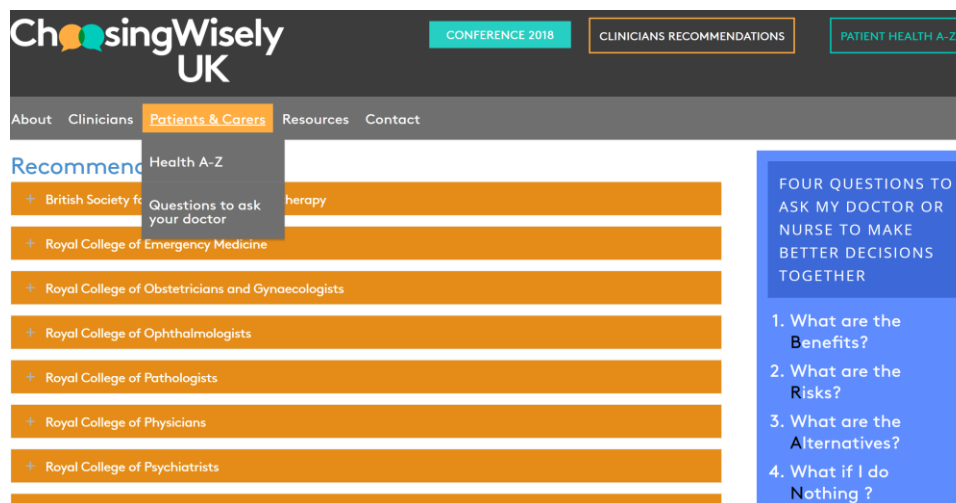 ChoosingWisely
UK
CONFERENCE 2018
CLINICIANS RECOMMENDATIONS
PATIENT HEALTH A-Z
About Clinicians Patients & Carers Resources Contact
Health A-Z
Questions to ask
your doctor
Recommend
+ British Society fo herapy
+ Royal College of Emergency Medicine
+ Royal College of Obstetricians and Gynaecologists
+ Royal College of Ophthalmologists
+ Royal College of Pathologists
+ Royal College of Physicians
+ Royal College of Psychiatrists
FOUR QUESTIONS TO
ASK MY DOCTOR OR
NURSE TO MAKE
BETTER DECISIONS
TOGETHER
1. What are the
Benefits?
2. What are the
Risks?
3. What are the
Alternatives?
4. What if I do
Nothing ?